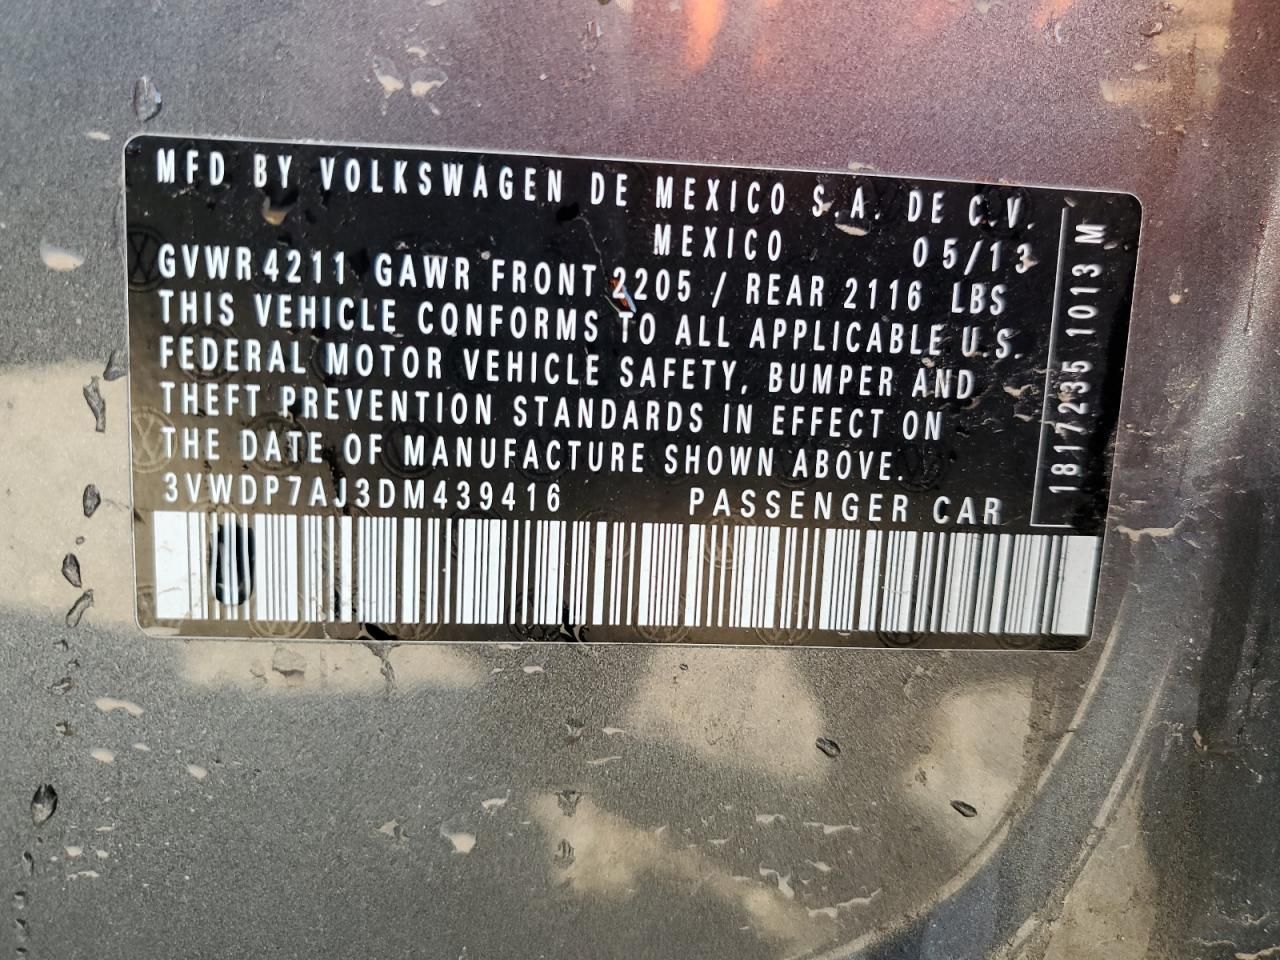 MFD BY VOLKSWAGEN DE MEXICO S.A. DE C.V.
MEXICO 05/13
GVWR 4211 GAWR FRONT 2205 / REAR 2116 LBS
THIS VEHICLE CONFORMS TO ALL APPLICABLE U.S.
FEDERAL MOTOR VEHICLE SAFETY, BUMPER AND
THEFT PREVENTION STANDARDS IN EFFECT ON
THE DATE OF MANUFACTURE SHOWN ABOVE.
3VWDP7AJ3DM439416 PASSENGER CAR
1817235 1013 M